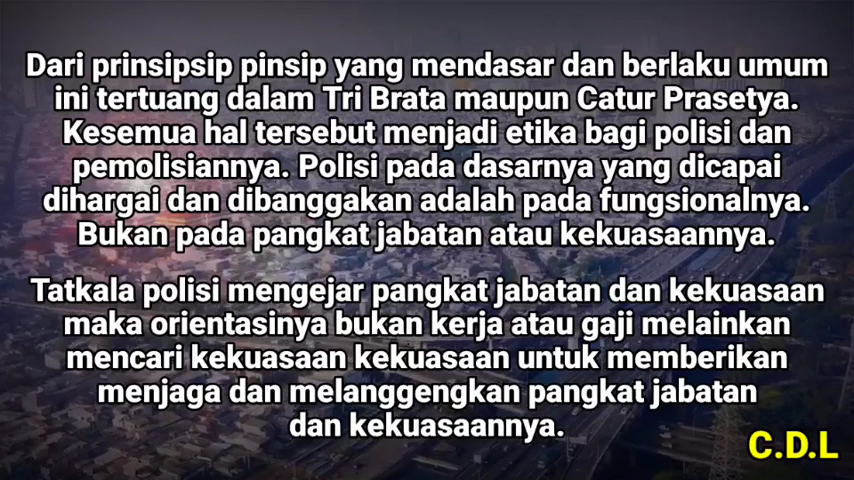 Dari prinsipsip pinsip yang mendasar dan berlaku umum
ini tertuang dalam Tri Brata maupun Catur Prasetya.
Kesemua hal tersebut menjadi etika bagi polisi dan
pemolisiannya. Polisi pada dasarnya yang dicapai
dihargai dan dibanggakan adalah pada fungsionalnya.
Bukan pada pangkat jabatan atau kekuasaannya.
Tatkala polisi mengejar pangkat jabatan dan kekuasaan
maka orientasinya bukan kerja atau gaji melainkan
mencari kekuasaan kekuasaan untuk memberikan
menjaga dan melanggengkan pangkat jabatan
dan kekuasaannya.
C.D.L